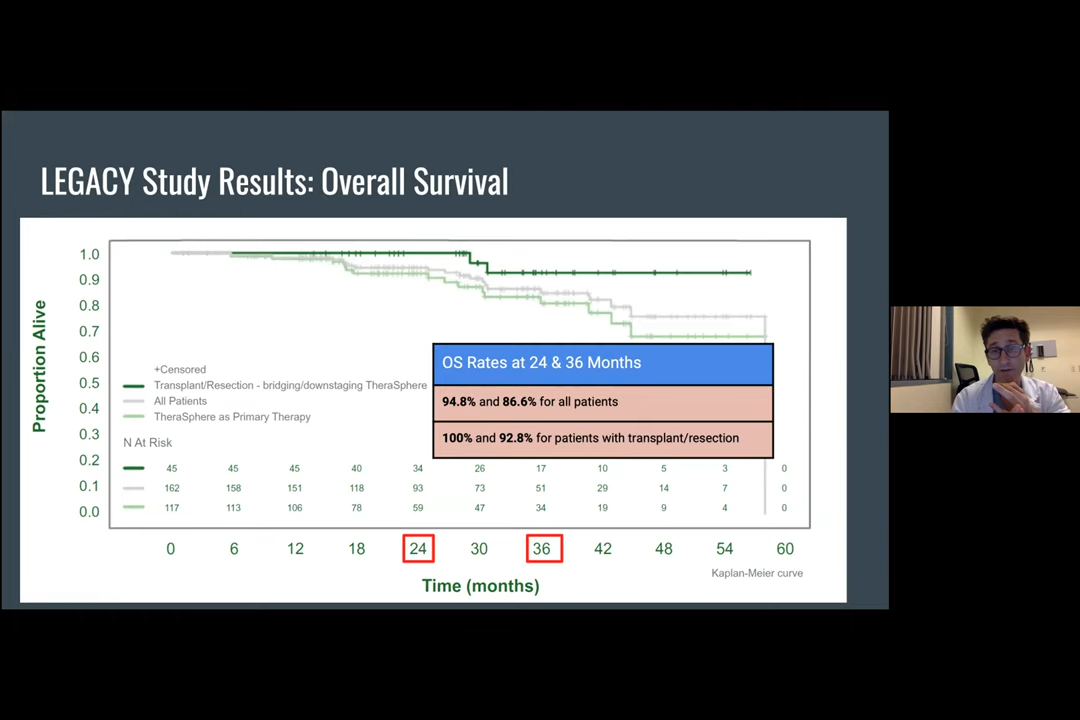 LEGACY Study Results: Overall Survival
Proportion Alive
1.0
0.9
0.8
0.7
0.6
0.5
0.4
0.3
0.2
0.1
0.0
+Censored
Transplant/Resection - bridging/downstaging TheraSphere
All Patients
TheraSphere as Primary Therapy
OS Rates at 24 & 36 Months
94.8% and 86.6% for all patients
100% and 92.8% for patients with transplant/resection
N At Risk
45 45 45 40 34 26 17 10 5 3 0
162 158 151 118 93 73 51 29 14 7 0
117 113 106 78 59 47 34 19 9 4 0
0 6 12 18 24 30 36 42 48 54 60
Kaplan-Meier curve
Time (months)